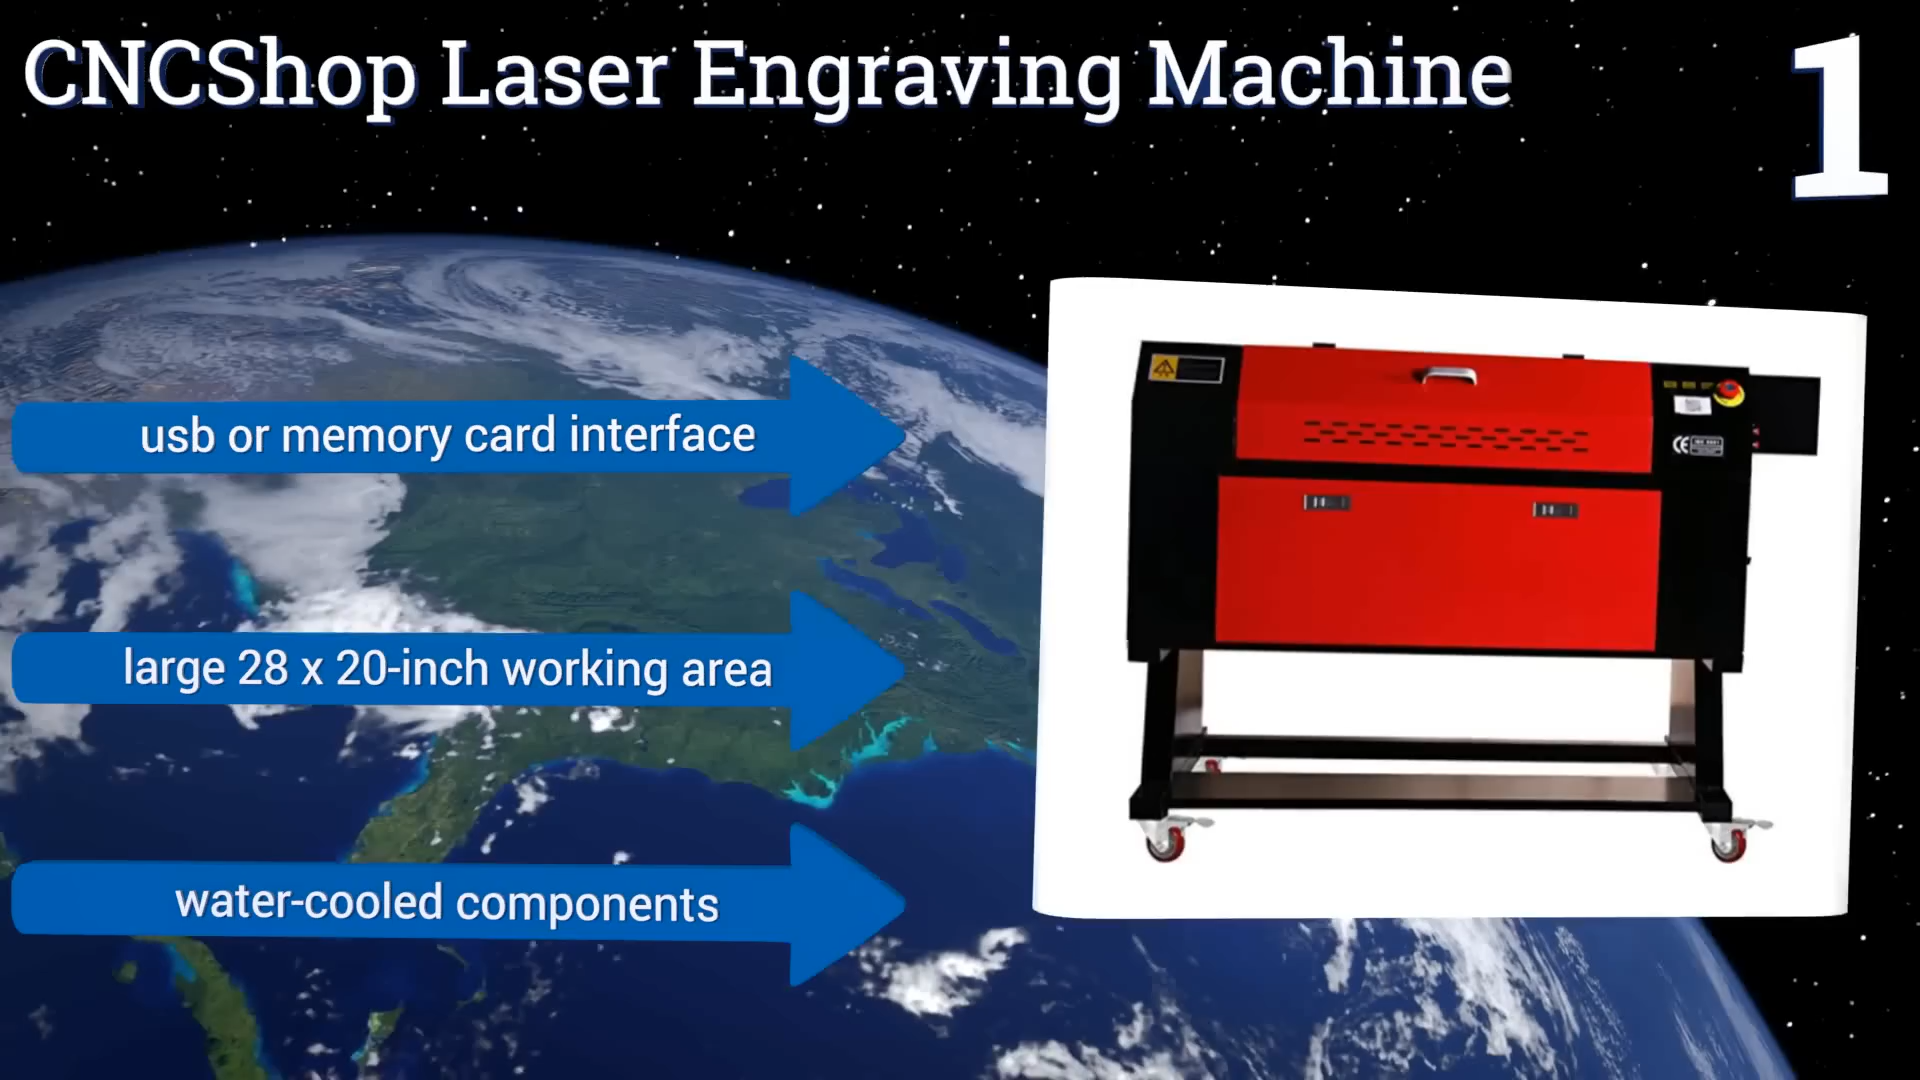 CNCShop Laser Engraving Machine
1
usb or memory card interface
large 28 x 20-inch working area
water-cooled components
CE